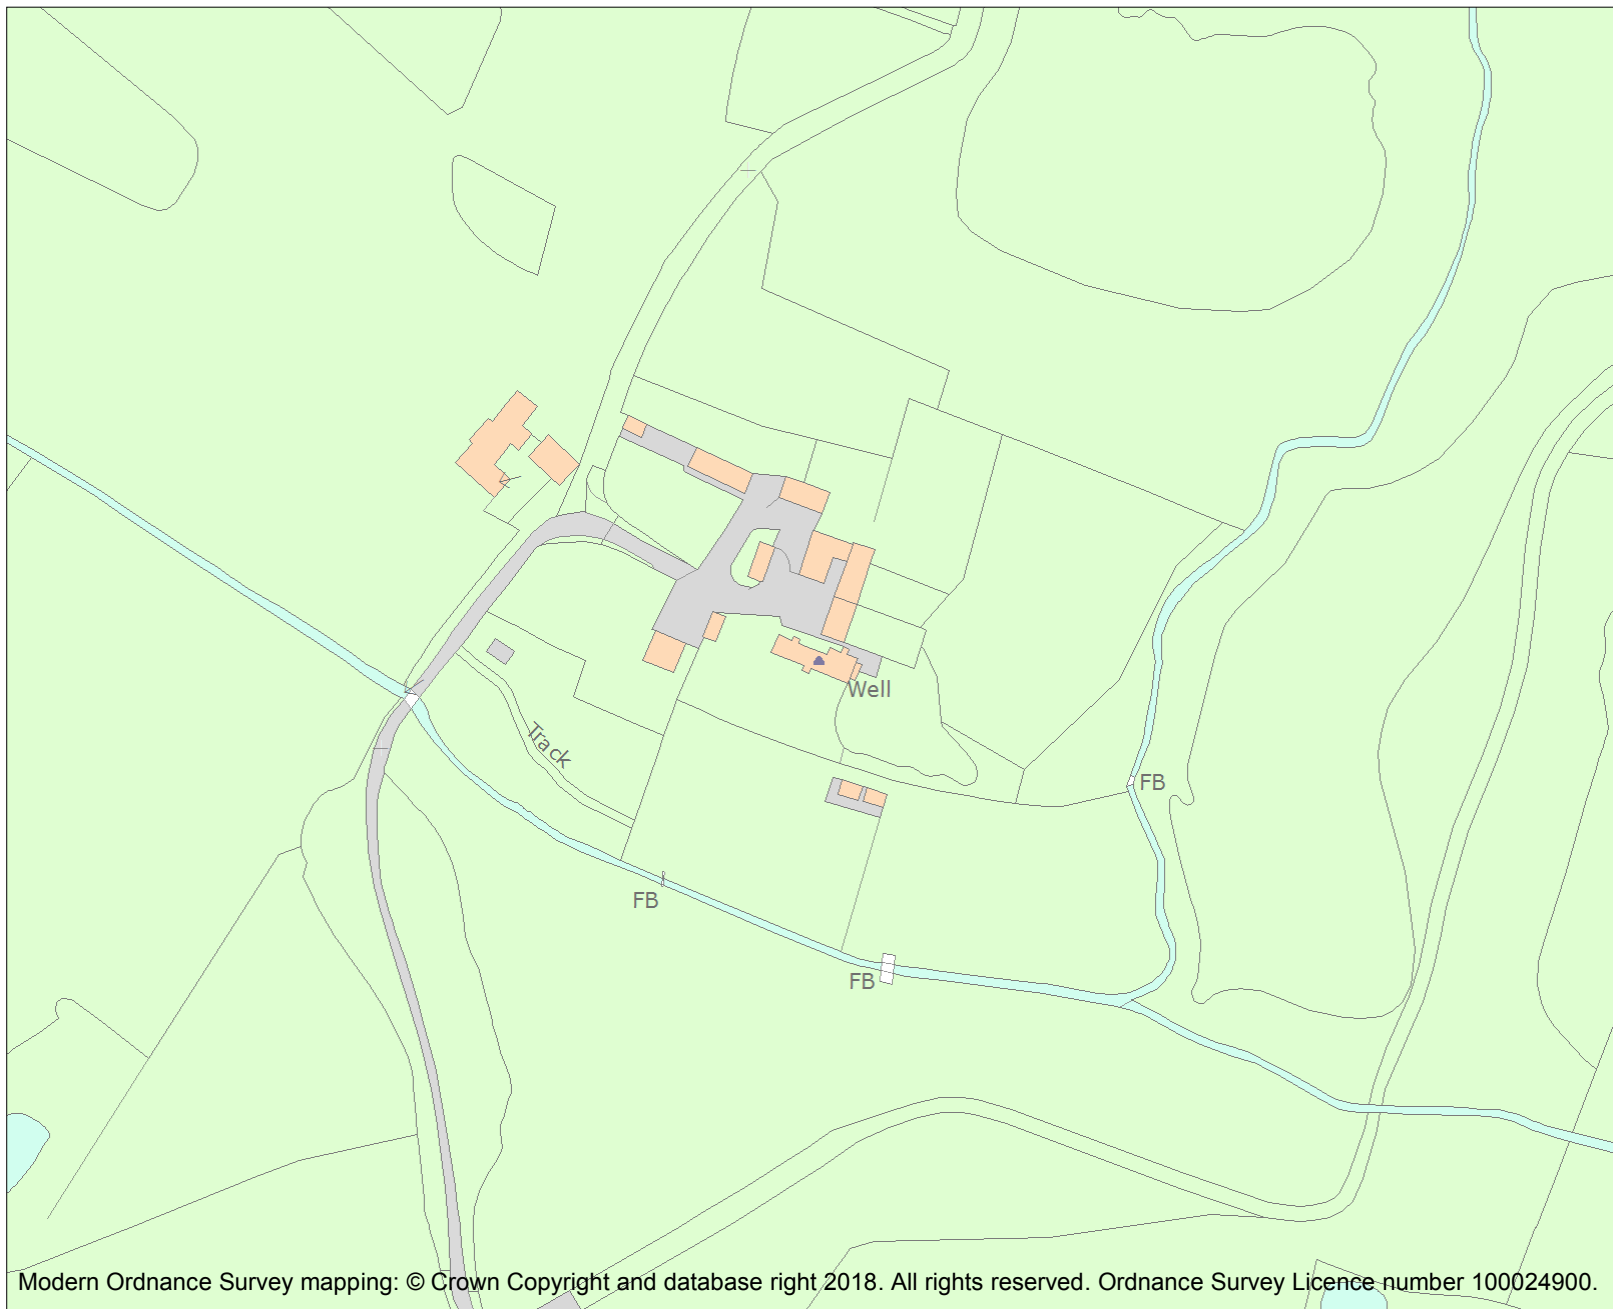 Well
Track
FB
FB
FB
Modern Ordnance Survey mapping: © Crown Copyright and database right 2018. All rights reserved. Ordnance Survey Licence number 100024900.